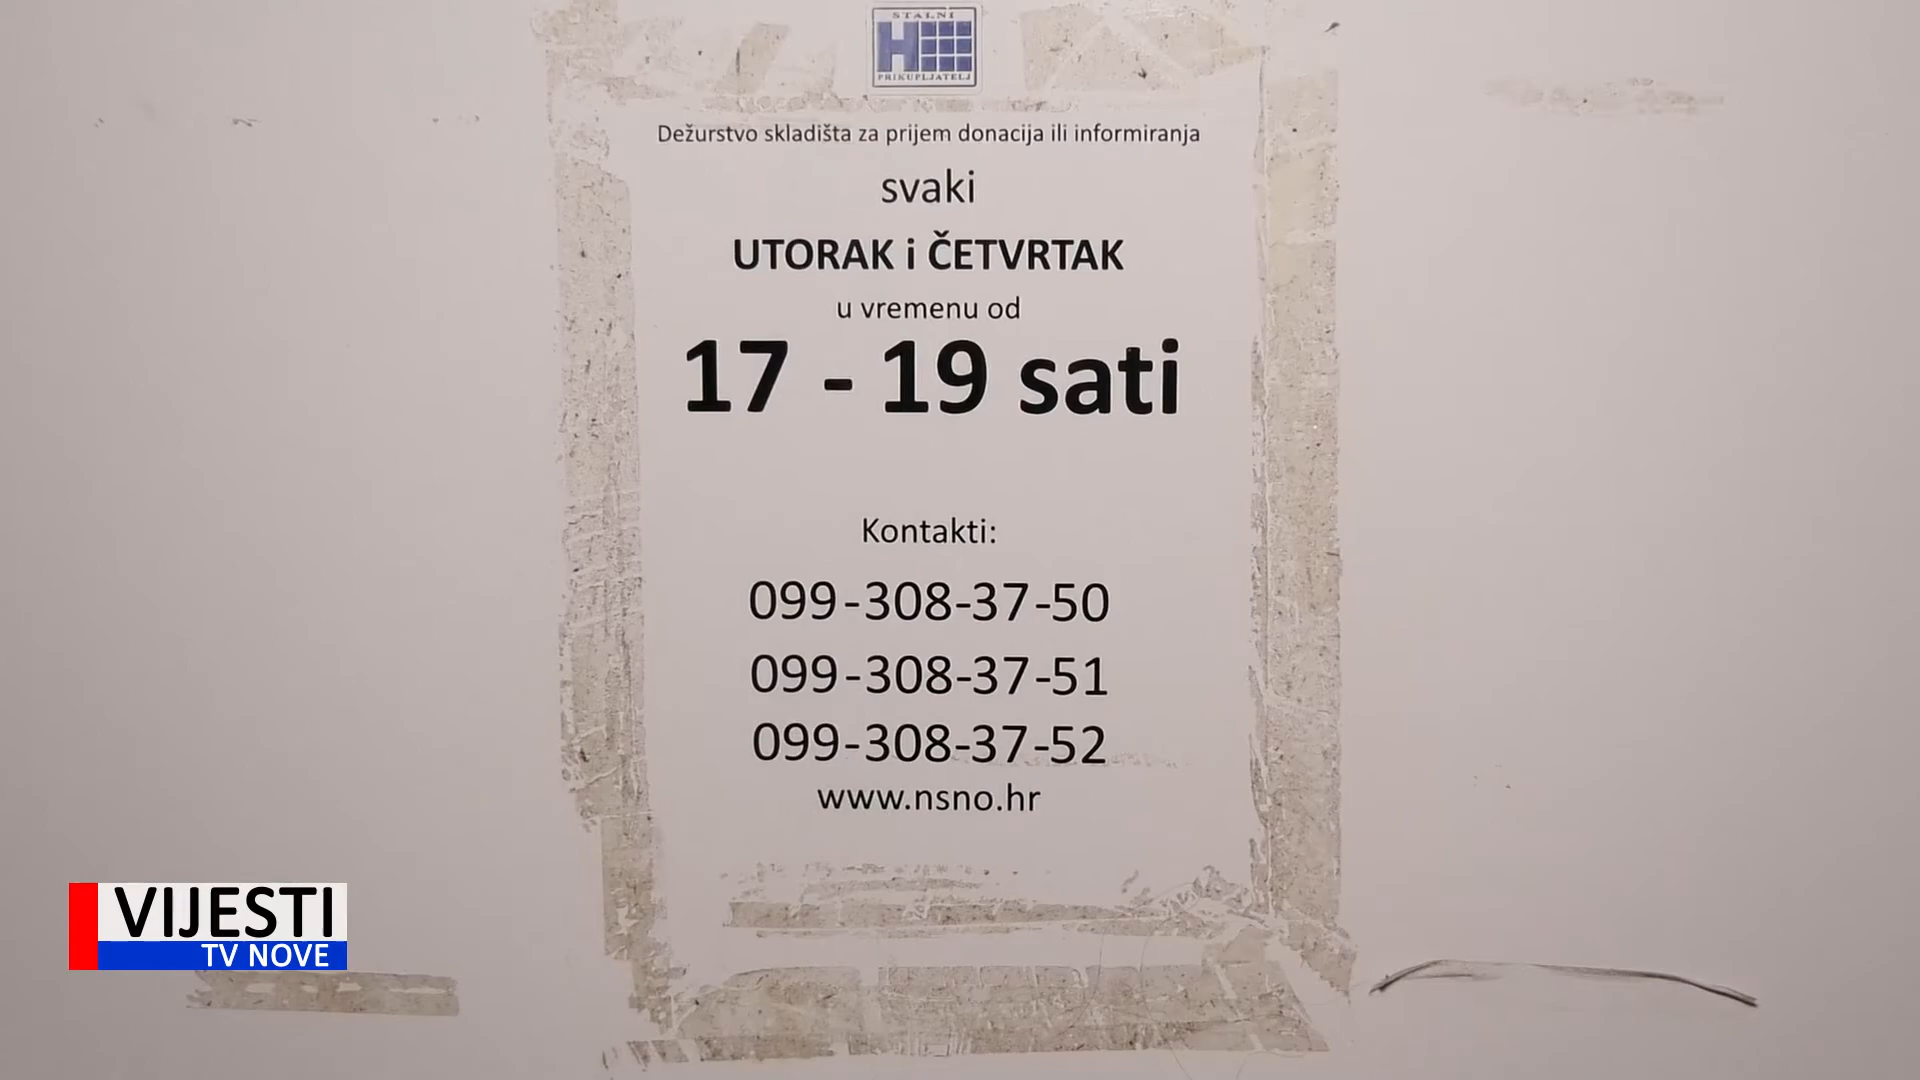 STALNI
H
PRIKUPLJATELJ
Dežurstvo skladišta za prijem donacija ili informiranja
svaki
UTORAK i ČETVRTAK
u vremenu od
17 - 19 sati
Kontakti:
099-308-37-50
099-308-37-51
099-308-37-52
www.nsno.hr
VIJESTI
TV NOVE